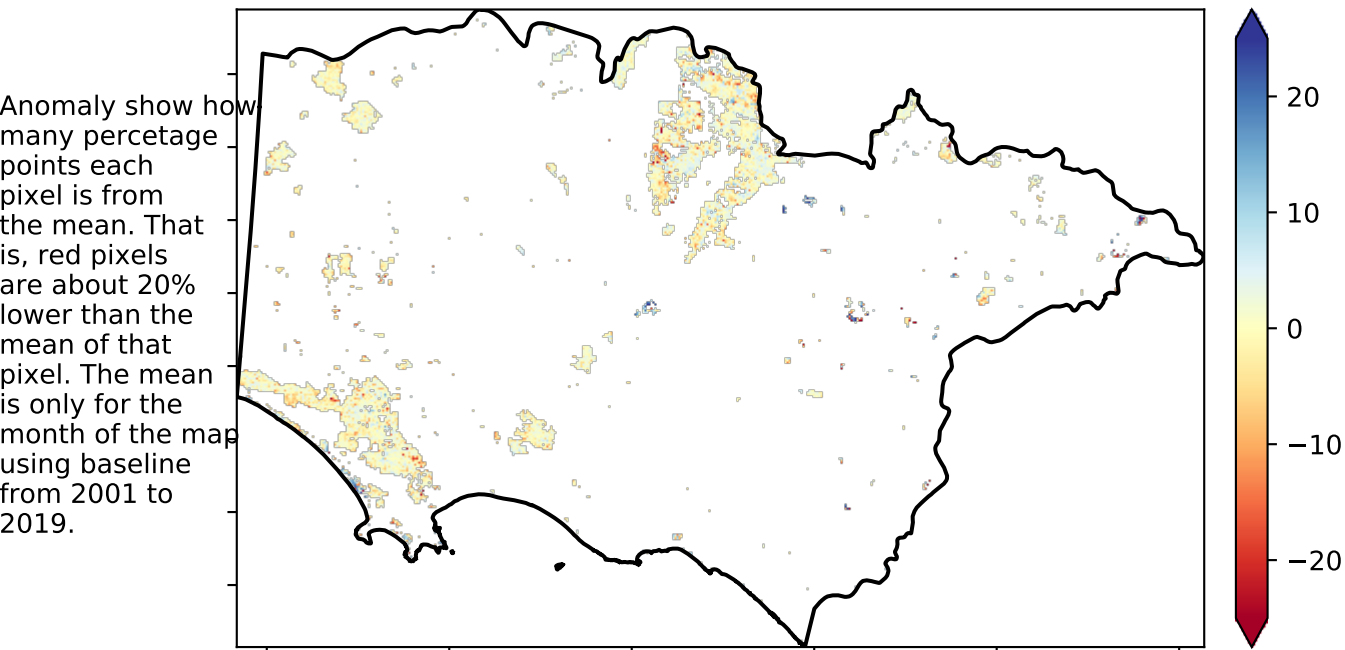 Anomaly show how
many percetage
points each
pixel is from
the mean. That
is, red pixels
are about 20%
lower than the
mean of that
pixel. The mean
is only for the
month of the map
using baseline
from 2001 to
2019.
20
10
0
−10
−20